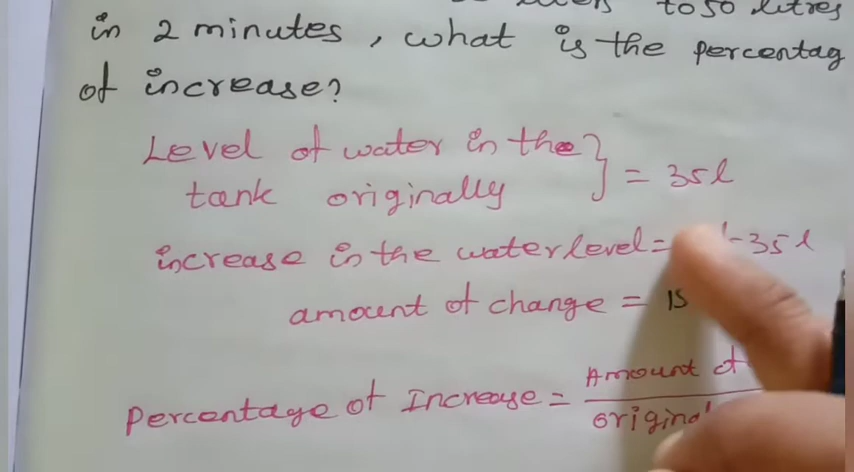 to 50 litres
in 2 minutes, what is the percentag
of increase?
Level of water in the } = 35l
tank originally
increase in the water level = l-35l
amount of change = 15
Percentage of Increase = Amount of
original